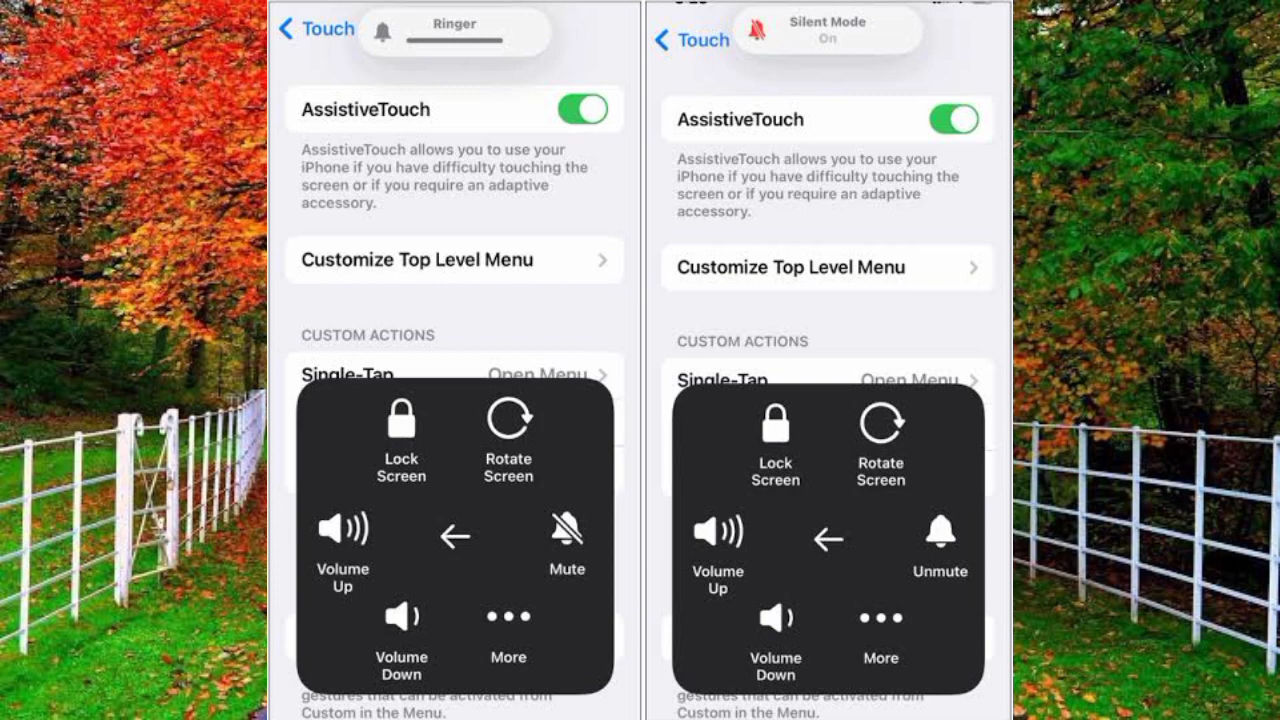 Touch
Ringer
AssistiveTouch
AssistiveTouch allows you to use your
iPhone if you have difficulty touching the
screen or if you require an adaptive
accessory.
Customize Top Level Menu
CUSTOM ACTIONS
Single-Tap
Open Menu
Lock
Screen
Rotate
Screen
Volume
Up
Mute
Volume
Down
More
gestures that can be activated from
Custom in the Menu.
Touch
Silent Mode
On
AssistiveTouch
AssistiveTouch allows you to use your
iPhone if you have difficulty touching the
screen or if you require an adaptive
accessory.
Customize Top Level Menu
CUSTOM ACTIONS
Single-Tap
Open Menu
Lock
Screen
Rotate
Screen
Volume
Up
Unmute
Volume
Down
More
gestures that can be activated from
Custom in the Menu.